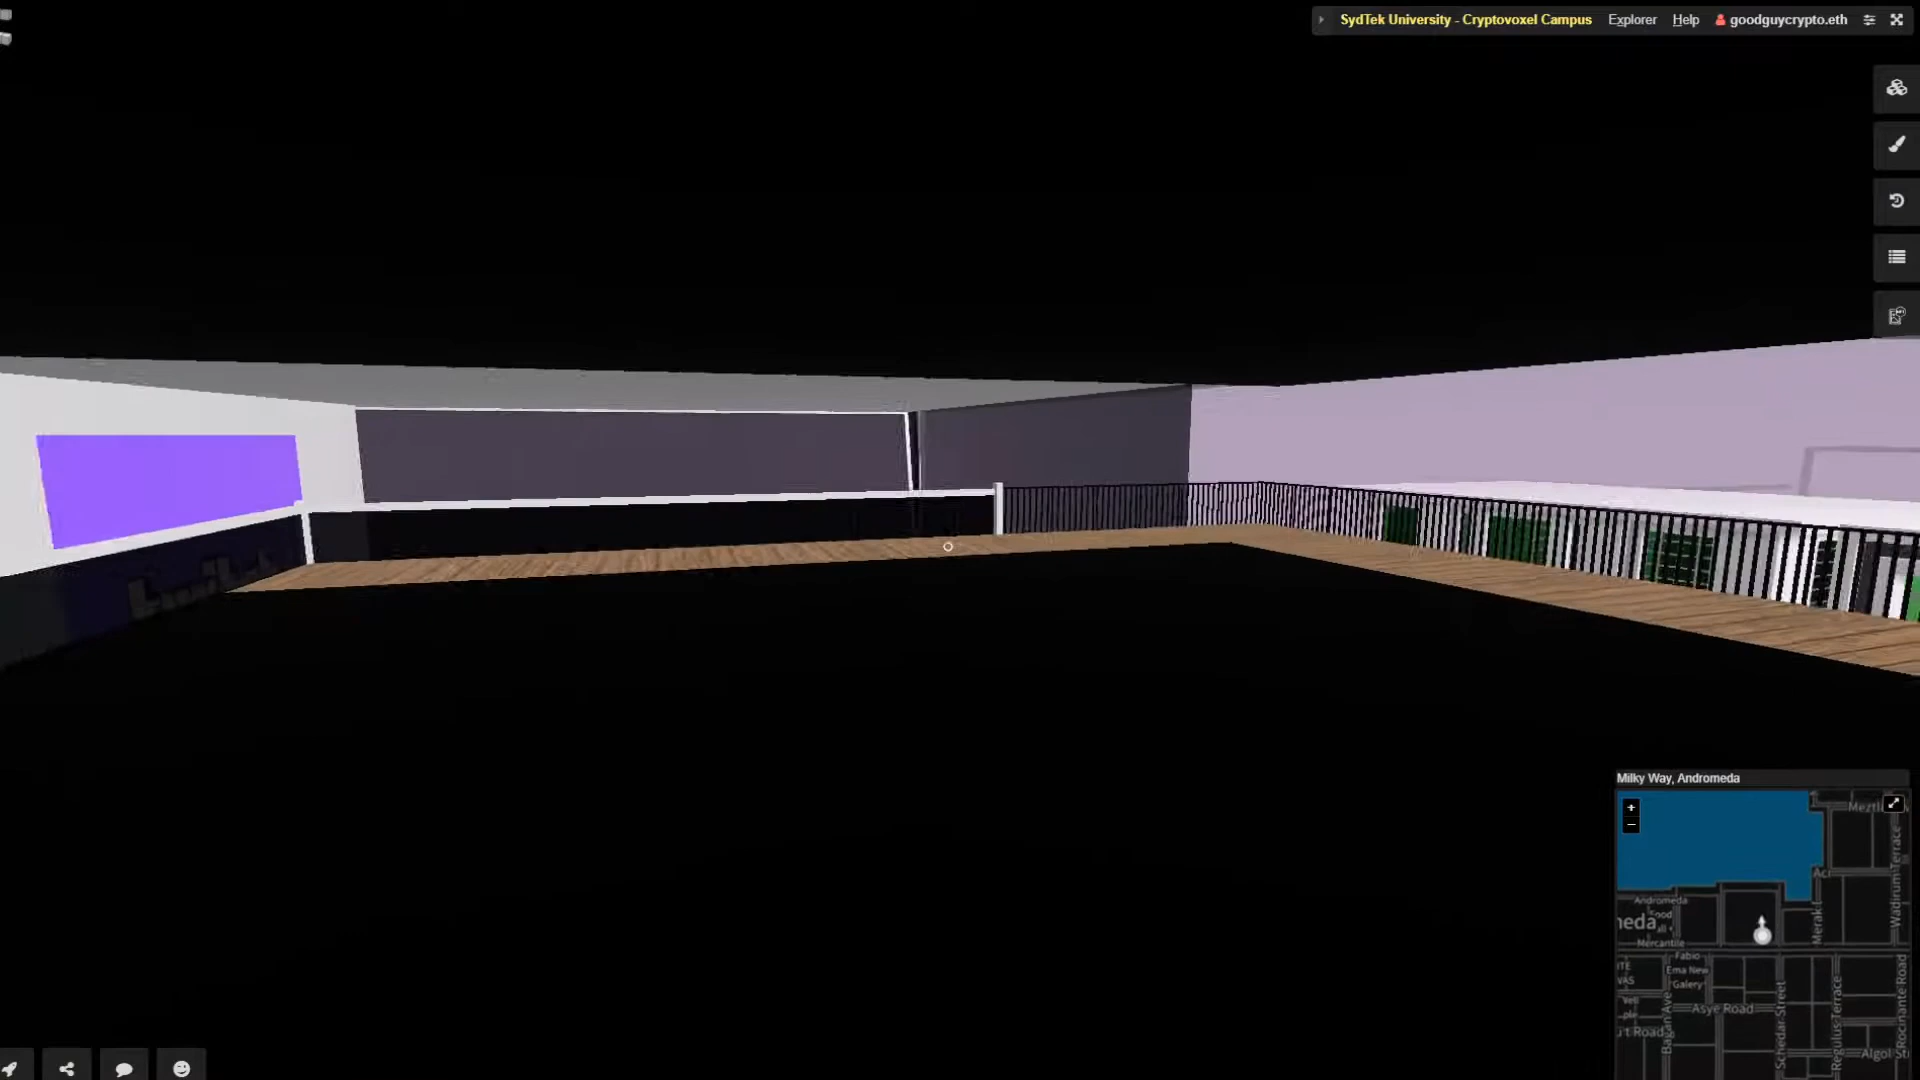 SydTek University - Cryptovoxel Campus Explorer Help goodguycrypto.eth
Milky Way, Andromeda
+
−
Andromeda
Mercantile
Fabio
Ema New
Galery
Asye Road
Schedar Street
Regulus Terrace
Rocinante Road
Wadirum Terrace
Merak
Algol St